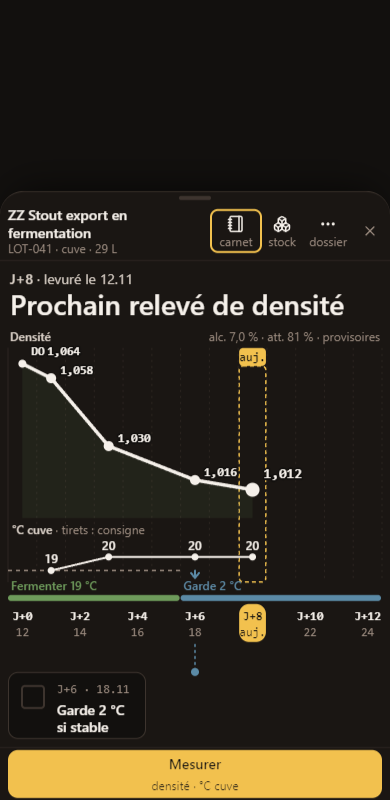 ZZ Stout export en
fermentation
LOT-041 · cuve · 29 L
carnet
stock
dossier
J+8 · levuré le 12.11
Prochain relevé de densité
Densité
alc. 7,0 % · att. 81 % · provisoires
auj.
DO 1,064
1,058
1,030
1,016
1,012
°C cuve · tirets : consigne
19
20
20
20
Fermenter 19 °C
Garde 2 °C
J+0 J+2 J+4 J+6 J+8 J+10 J+12
12 14 16 18 auj. 22 24
J+6 · 18.11
Garde 2 °C
si stable
Mesurer
densité · °C cuve